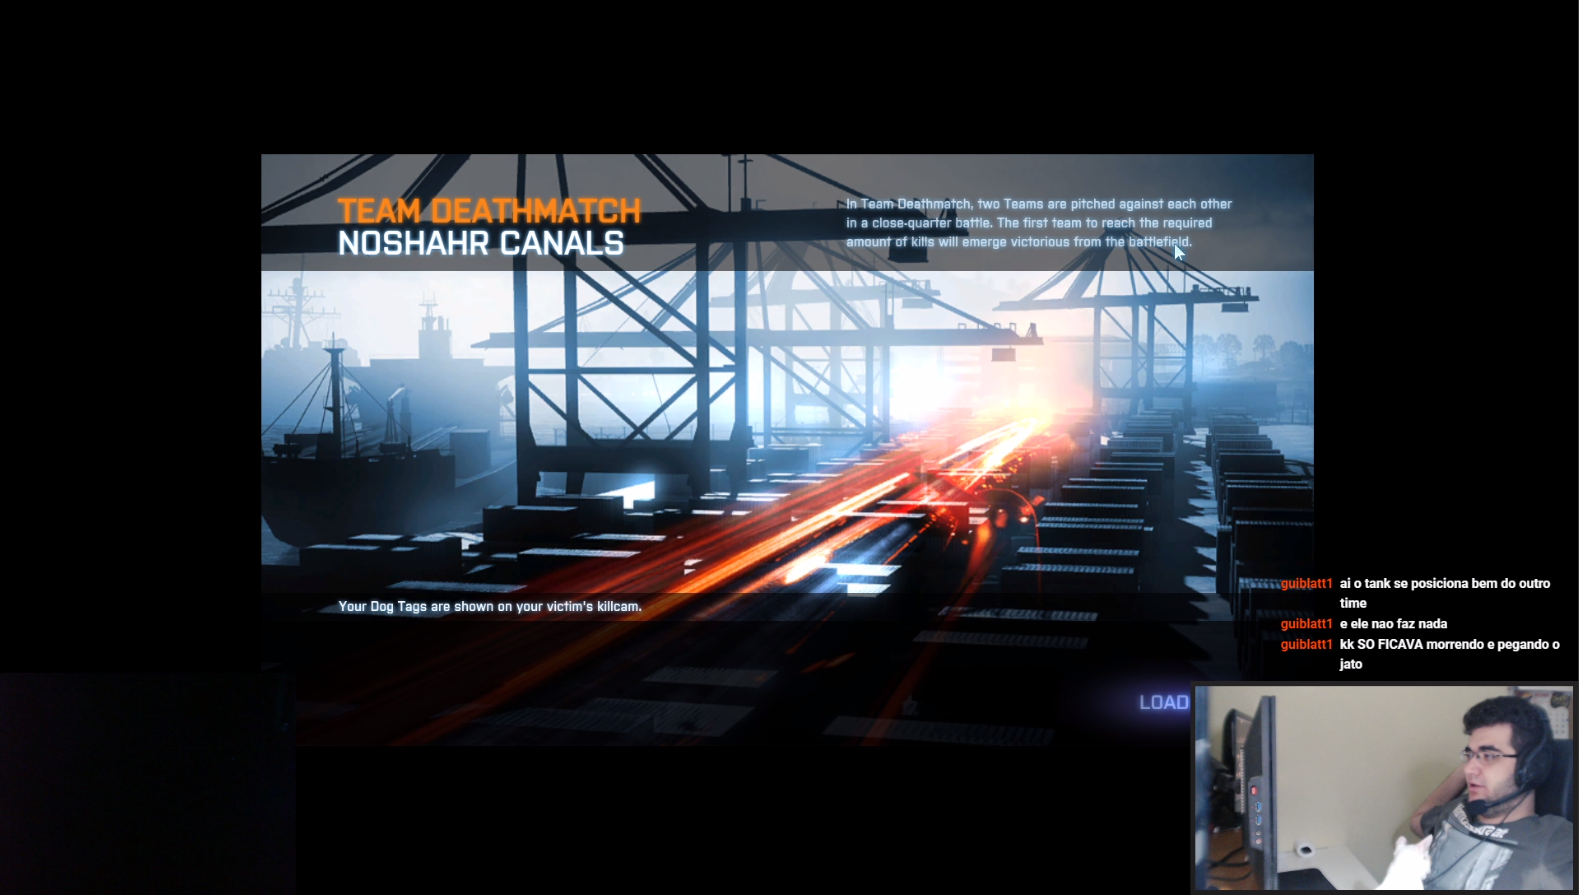 TEAM DEATHMATCH
NOSHAHR CANALS
In Team Deathmatch, two Teams are pitched against each other
in a close-quarter battle. The first team to reach the required
amount of kills will emerge victorious from the battlefield.
Your Dog Tags are shown on your victim's killcam.
guiblatt1 ai o tank se posiciona bem do outro
time
guiblatt1 e ele nao faz nada
guiblatt1 kk SO FICAVA morrendo e pegando o
jato
LOAD